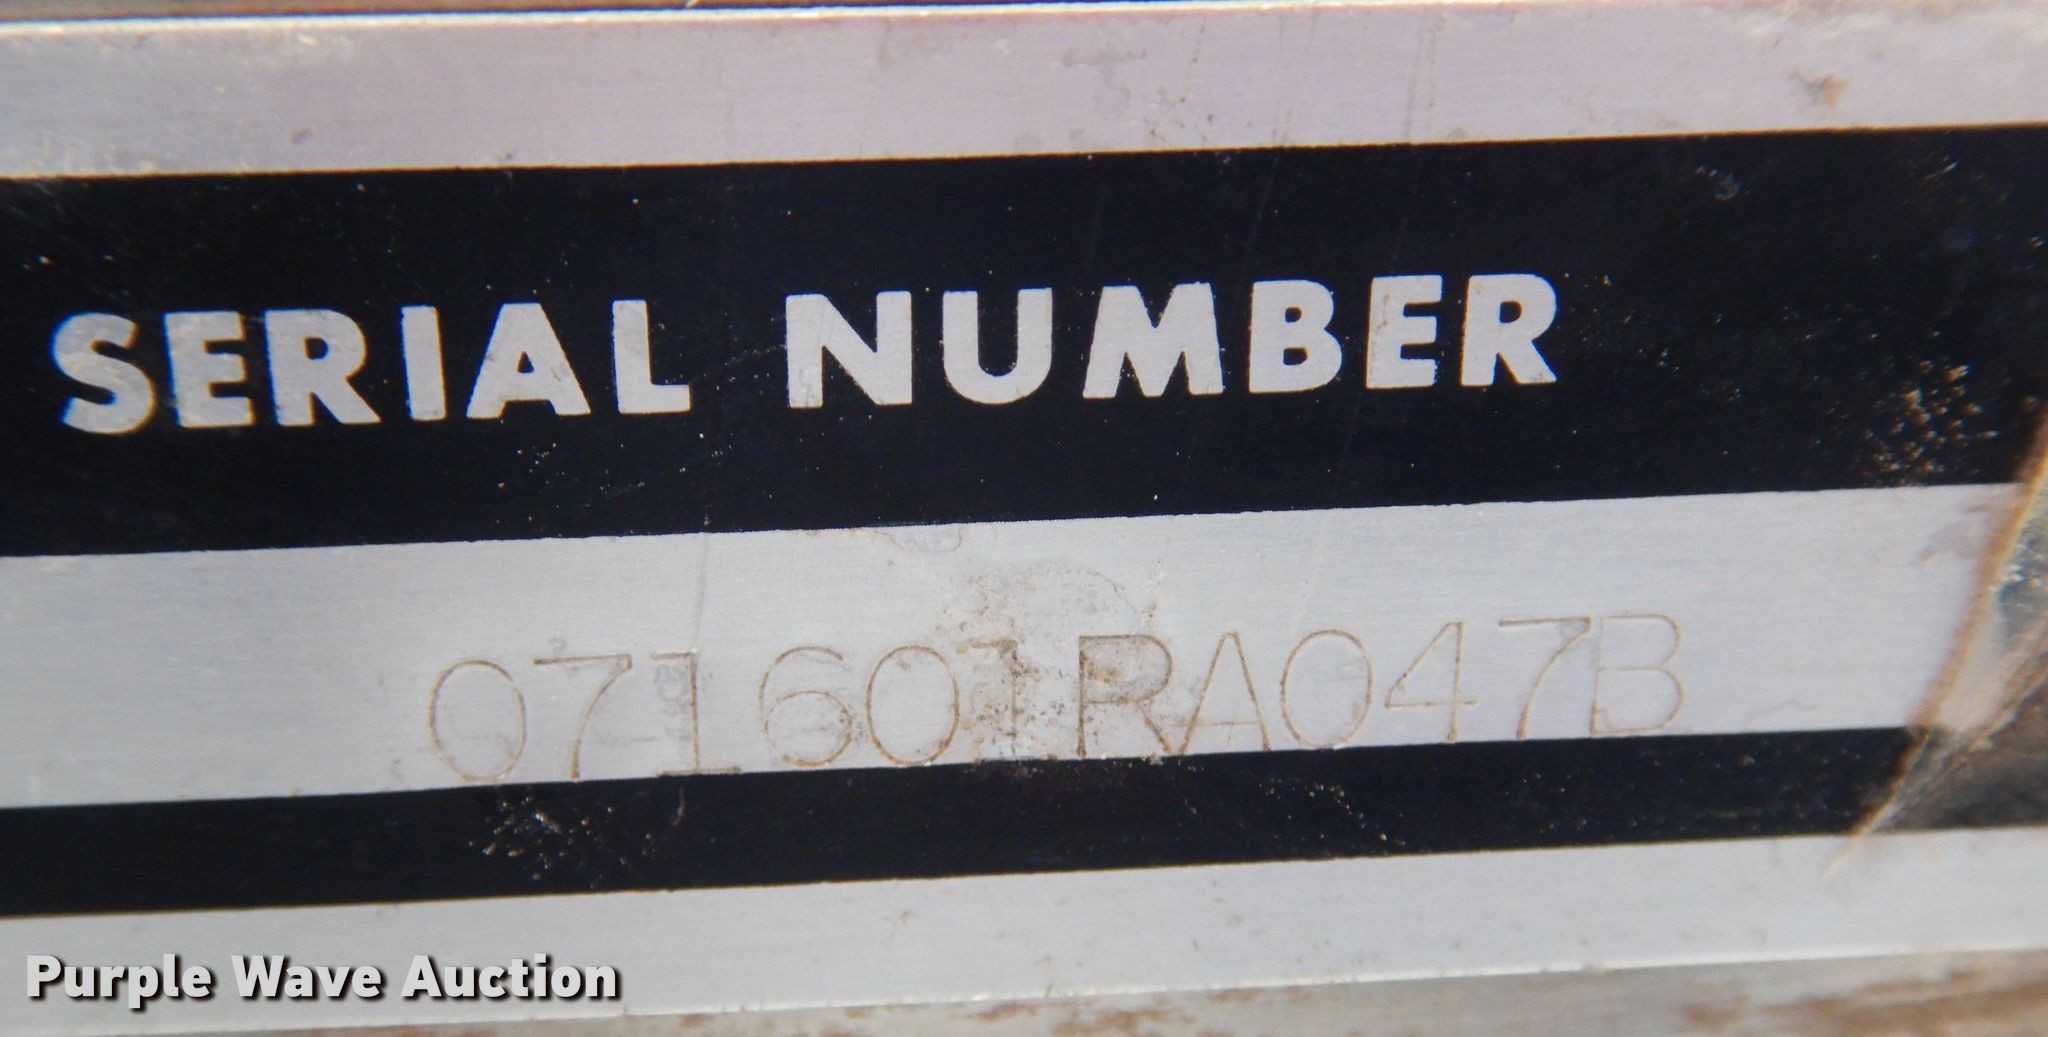 SERIAL NUMBER
071601RA047B
Purple Wave Auction